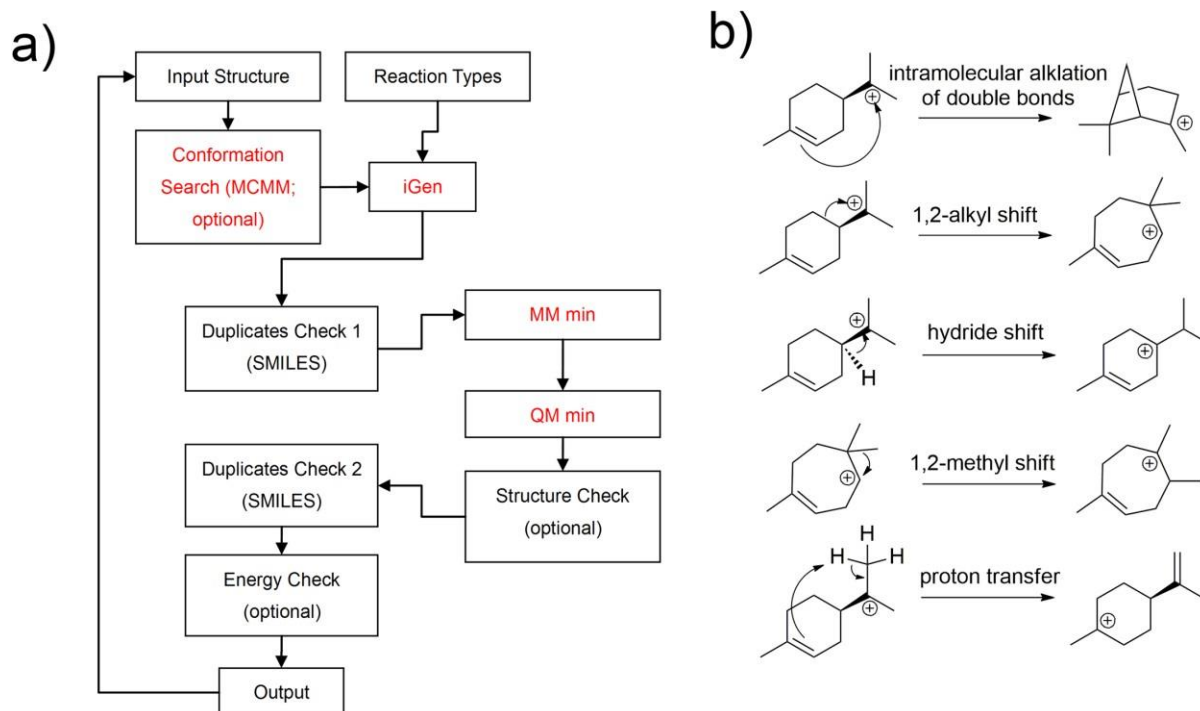 a)
Input Structure
Reaction Types
Conformation
Search (MCMM;
optional)
iGen
Duplicates Check 1
(SMILES)
MM min
QM min
Duplicates Check 2
(SMILES)
Structure Check
(optional)
Energy Check
(optional)
Output
b)
intramolecular alklation
of double bonds
1,2-alkyl shift
hydride shift
H
1,2-methyl shift
H
H H
proton transfer